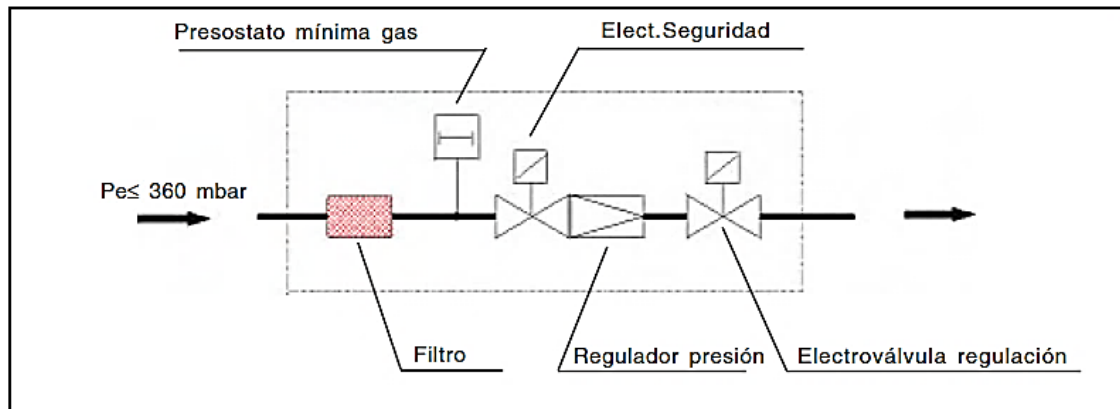 Presostato mínima gas
Elect.Seguridad
Pe≤ 360 mbar
Filtro
Regulador presión
Electroválvula regulación